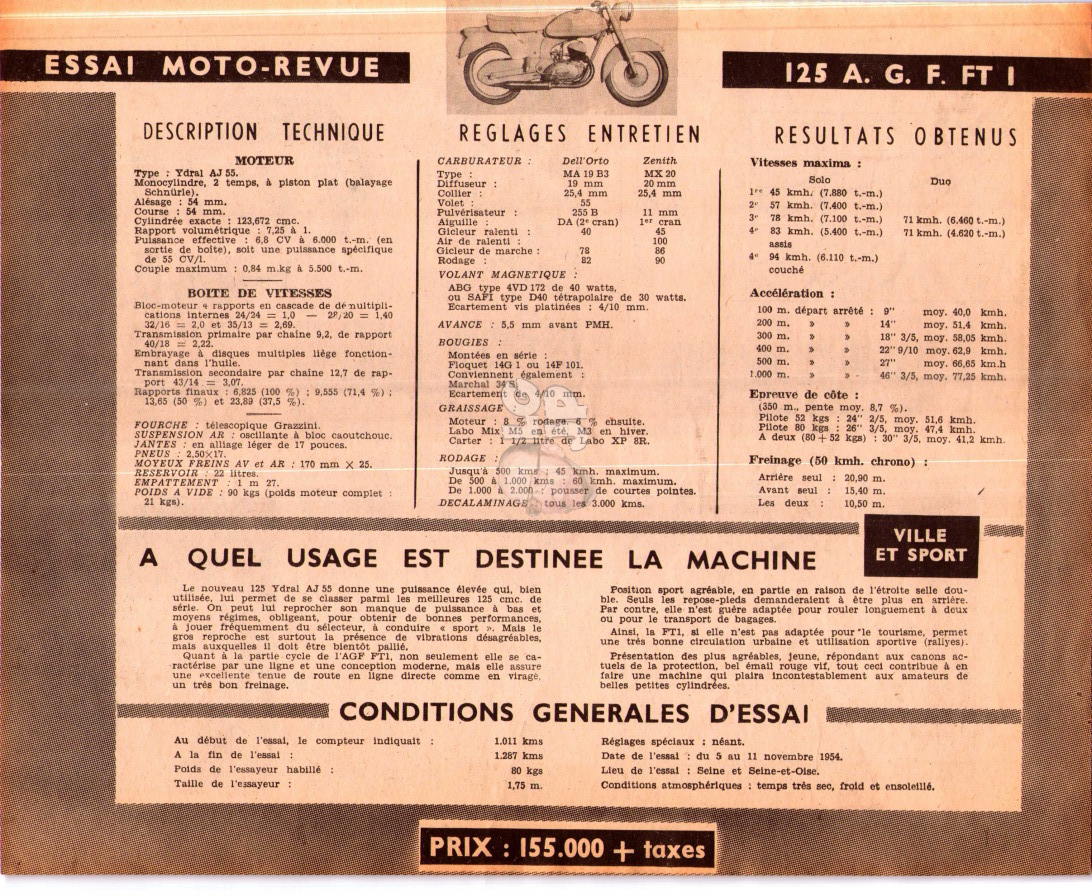 ESSAI MOTO-REVUE
125 A. G. F. FT 1
DESCRIPTION TECHNIQUE
MOTEUR
Type : Ydral AJ 55.
Monocylindre, 2 temps, à piston plat (balayage
Schnürle).
Alésage : 54 mm.
Course : 54 mm.
Cylindrée exacte : 123,672 cmc.
Rapport volumétrique : 7,25 à 1.
Puissance effective : 6,8 CV à 6.000 t.-m. (en
sortie de boîte), soit une puissance spécifique
de 55 CV/l.
Couple maximum : 0,84 m.kg à 5.500 t.-m.
BOITE DE VITESSES
Bloc-moteur 4 rapports en cascade de démultipli-
cations internes 24/24 = 1,0 — 28/20 = 1,40
32/16 = 2,0 et 35/13 = 2,69.
Transmission primaire par chaîne 9,2, de rapport
40/18 = 2,22.
Embrayage à disques multiples liège fonction-
nant dans l'huile.
Transmission secondaire par chaîne 12,7 de rap-
port 43/14 = 3,07.
Rapports finaux : 6,825 (100 %) ; 9,555 (71,4 %) ;
13,65 (50 %) et 23,89 (37,5 %).
FOURCHE : télescopique Grazzini.
SUSPENSION AR : oscillante à bloc caoutchouc.
JANTES : en alliage léger de 17 pouces.
PNEUS : 2,50×17.
MOYEUX FREINS AV et AR : 170 mm × 25.
RESERVOIR : 22 litres.
EMPATTEMENT : 1 m 27.
POIDS A VIDE : 90 kgs (poids moteur complet :
21 kgs).
REGLAGES ENTRETIEN
CARBURATEUR : Dell'Orto Zenith
Type : MA 19 B3 MX 20
Diffuseur : 19 mm 20 mm
Collier : 25,4 mm 25,4 mm
Volet : 55
Pulvérisateur : 255 B 11 mm
Aiguille : DA (2e cran) 1er cran
Gicleur ralenti : 40 45
Air de ralenti : 100
Gicleur de marche : 78 86
Rodage : 82 90
VOLANT MAGNETIQUE :
ABG type 4VD 172 de 40 watts,
ou SAFI type D40 tétrapolaire de 30 watts.
Ecartement vis platinées : 4/10 mm.
AVANCE : 5,5 mm avant PMH.
BOUGIES :
Montées en série :
Floquet 14G 1 ou 14F 101.
Conviennent également :
Marchal 34 S.
Ecartement de 4/10 mm.
GRAISSAGE
Moteur : 8 % rodage, 6 % ensuite.
Labo Mix M5 en été, M3 en hiver.
Carter : 1 1/2 litre de Labo XP 8R.
RODAGE :
Jusqu'à 500 kms : 45 kmh. maximum.
De 500 à 1.000 kms : 60 kmh. maximum.
De 1.000 à 2.000 : pousser de courtes pointes.
DECALAMINAGE : tous les 3.000 kms.
RESULTATS OBTENUS
Vitesses maxima :
Solo Duo
1re 45 kmh. (7.880 t.-m.)
2e 57 kmh. (7.400 t.-m.)
3e 78 kmh. (7.100 t.-m.) 71 kmh. (6.460 t.-m.)
4e 83 kmh. (5.400 t.-m.) 71 kmh. (4.620 t.-m.)
assis
4e 94 kmh. (6.110 t.-m.)
couché
Accélération :
100 m. départ arrêté : 9" moy. 40,0 kmh.
200 m. » » 14" moy. 51,4 kmh.
300 m. » » 18" 3/5, moy. 58,05 kmh.
400 m. » » 22" 9/10 moy. 62,9 kmh.
500 m. » » 27" moy. 66,65 km.h
1.000 m. » » 46" 3/5, moy. 77,25 kmh.
Epreuve de côte :
(350 m., pente moy. 8,7 %).
Pilote 52 kgs : 24" 2/5, moy. 51,6 kmh.
Pilote 80 kgs : 26" 3/5, moy. 47,4 kmh.
A deux (80 + 52 kgs) : 30" 3/5, moy. 41,2 kmh.
Freinage (50 kmh. chrono) :
Arrière seul : 20,90 m.
Avant seul : 15,40 m.
Les deux : 10,50 m.
VILLE
ET SPORT
A QUEL USAGE EST DESTINEE LA MACHINE
Le nouveau 125 Ydral AJ 55 donne une puissance élevée qui, bien
utilisée, lui permet de se classer parmi les meilleures 125 cmc. de
série. On peut lui reprocher son manque de puissance à bas et
moyens régimes, obligeant, pour obtenir de bonnes performances,
à jouer fréquemment du sélecteur, à conduire « sport ». Mais le
gros reproche est surtout la présence de vibrations désagréables,
mais auxquelles il doit être bientôt pallié.
Quant à la partie cycle de l'AGF FT1, non seulement elle se ca-
ractérise par une ligne et une conception moderne, mais elle assure
une excellente tenue de route en ligne directe comme en virage,
un très bon freinage.
Position sport agréable, en partie en raison de l'étroite selle dou-
ble. Seuls les repose-pieds demanderaient à être plus en arrière.
Par contre, elle n'est guère adaptée pour rouler longuement à deux
ou pour le transport de bagages.
Ainsi, la FT1, si elle n'est pas adaptée pour le tourisme, permet
une très bonne circulation urbaine et utilisation sportive (rallyes).
Présentation des plus agréables, jeune, répondant aux canons ac-
tuels de la protection, bel émail rouge vif, tout ceci contribue à en
faire une machine qui plaira incontestablement aux amateurs de
belles petites cylindrées.
CONDITIONS GENERALES D'ESSAI
Au début de l'essai, le compteur indiquait : 1.011 kms
A la fin de l'essai : 1.287 kms
Poids de l'essayeur habillé : 80 kgs
Taille de l'essayeur : 1,75 m.
Réglages spéciaux : néant.
Date de l'essai : du 5 au 11 novembre 1954.
Lieu de l'essai : Seine et Seine-et-Oise.
Conditions atmosphériques : temps très sec, froid et ensoleillé.
PRIX : 155.000 + taxes